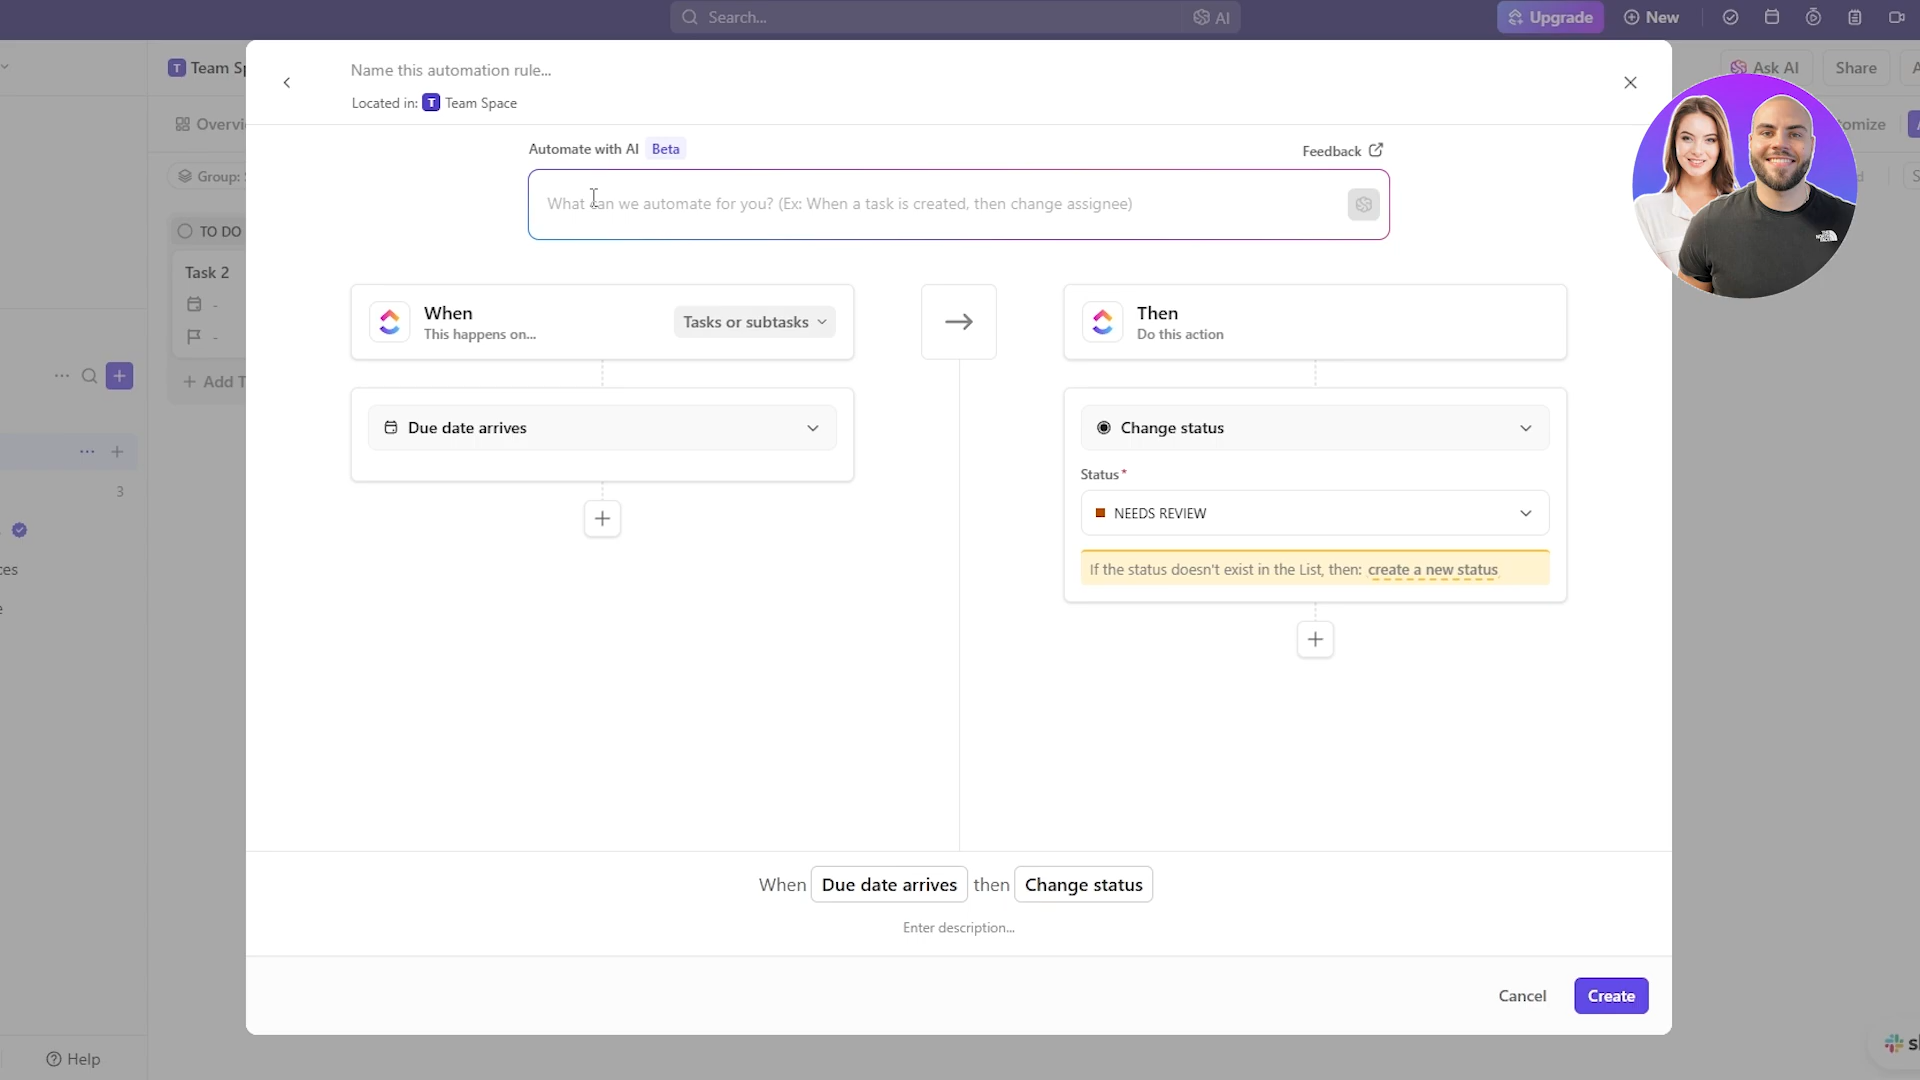 Search...
AI
Upgrade
New
T Team Sp
Ask AI
Share
Overvi
omize
Group:
TO DO
Task 2
-
-
Add T
3
ces
e
Help
Name this automation rule...
Located in: T Team Space
Automate with AI Beta
Feedback
What can we automate for you? (Ex: When a task is created, then change assignee)
When
This happens on...
Tasks or subtasks
Due date arrives
Then
Do this action
Change status
Status*
NEEDS REVIEW
If the status doesn't exist in the List, then: create a new status
When Due date arrives then Change status
Enter description...
Cancel
Create
THE NORTH FACE